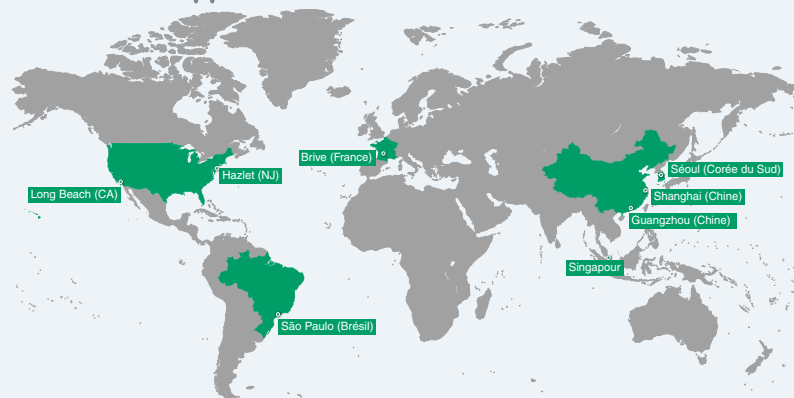 Brive (France)
Séoul (Corée du Sud)
Hazlet (NJ)
Long Beach (CA)
Shanghai (Chine)
Guangzhou (Chine)
Singapour
São Paulo (Brésil)